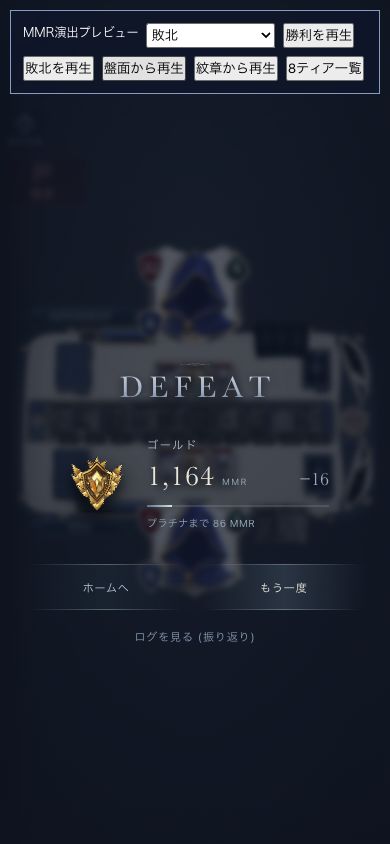 MMR演出プレビュー 敗北 勝利を再生
敗北を再生 盤面から再生 紋章から再生 8ティア一覧
DEFEAT
ゴールド
1,164 MMR −16
プラチナまで 86 MMR
ホームへ もう一度
ログを見る (振り返り)